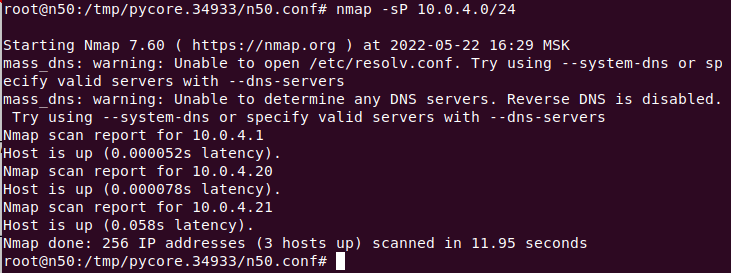 root@n50:/tmp/pycore.34933/n50.conf# nmap -sP 10.0.4.0/24
Starting Nmap 7.60 ( https://nmap.org ) at 2022-05-22 16:29 MSK
mass_dns: warning: Unable to open /etc/resolv.conf. Try using --system-dns or sp
ecify valid servers with --dns-servers
mass_dns: warning: Unable to determine any DNS servers. Reverse DNS is disabled.
 Try using --system-dns or specify valid servers with --dns-servers
Nmap scan report for 10.0.4.1
Host is up (0.000052s latency).
Nmap scan report for 10.0.4.20
Host is up (0.000078s latency).
Nmap scan report for 10.0.4.21
Host is up (0.058s latency).
Nmap done: 256 IP addresses (3 hosts up) scanned in 11.95 seconds
root@n50:/tmp/pycore.34933/n50.conf#